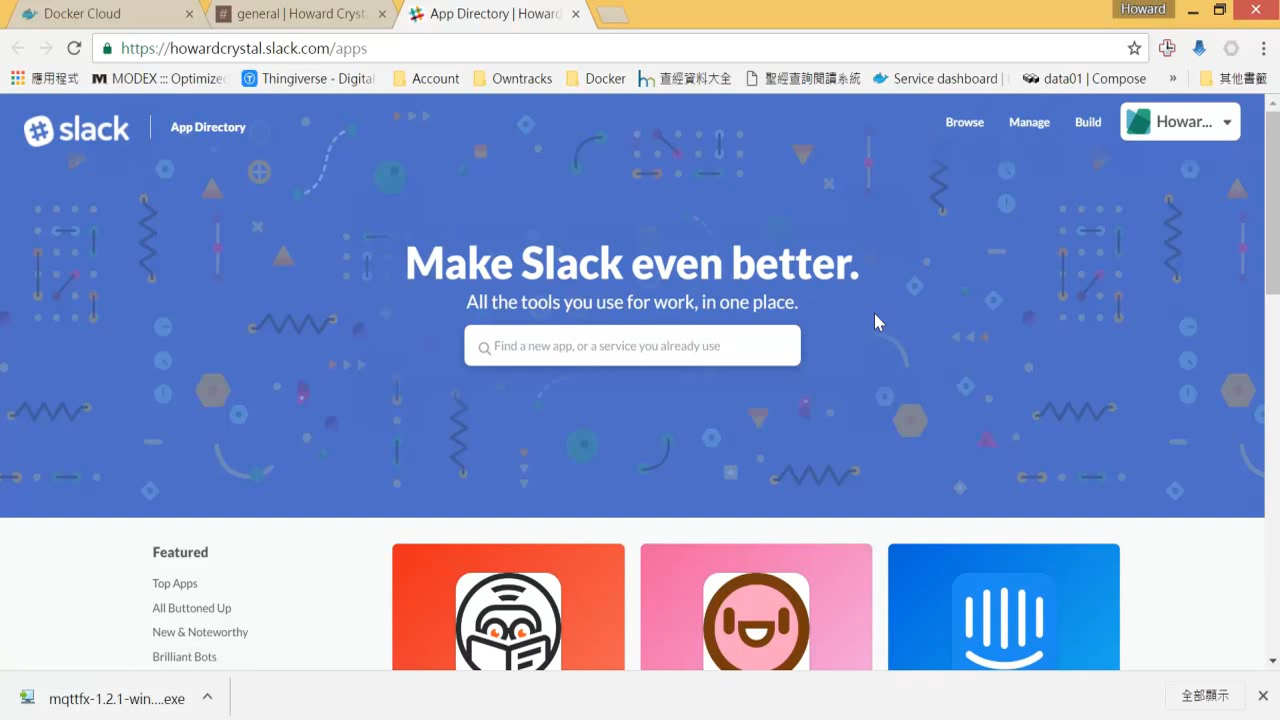 Docker Cloud
general | Howard Cryst
App Directory | Howard
Howard
https://howardcrystal.slack.com/apps
應用程式
MODEX ::: Optimize
Thingiverse - Digital
Account
Owntracks
Docker
查經資料大全
聖經查詢閱讀系統
Service dashboard |
data01 | Compose
»
其他書籤
slack
App Directory
Browse
Manage
Build
Howar...
Make Slack even better.
All the tools you use for work, in one place.
Find a new app, or a service you already use
Featured
Top Apps
All Buttoned Up
New & Noteworthy
Brilliant Bots
mqttfx-1.2.1-win....exe
全部顯示